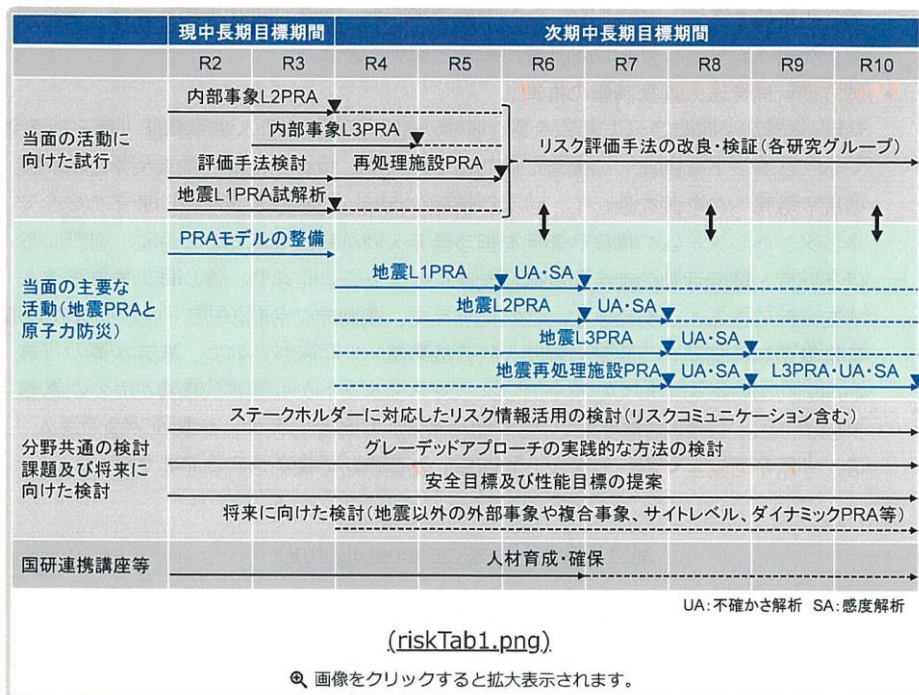 現中長期目標期間 次期中長期目標期間
R2 R3 R4 R5 R6 R7 R8 R9 R10
当面の活動に
向けた試行
内部事象L2PRA
内部事象L3PRA
評価手法検討 再処理施設PRA
地震L1PRA試解析
リスク評価手法の改良・検証(各研究グループ)
当面の主要な
活動(地震PRAと
原子力防災)
PRAモデルの整備
地震L1PRA UA・SA
地震L2PRA UA・SA
地震L3PRA UA・SA
地震再処理施設PRA UA・SA L3PRA・UA・SA
分野共通の検討
課題及び将来に
向けた検討
ステークホルダーに対応したリスク情報活用の検討(リスクコミュニケーション含む)
グレーデッドアプローチの実践的な方法の検討
安全目標及び性能目標の提案
将来に向けた検討(地震以外の外部事象や複合事象、サイトレベル、ダイナミックPRA等)
国研連携講座等 人材育成・確保
UA:不確かさ解析 SA:感度解析
(riskTab1.png)
画像をクリックすると拡大表示されます。